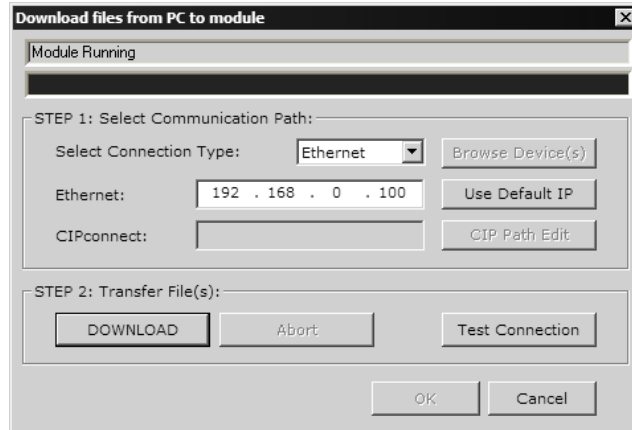 Download files from PC to module
Module Running
STEP 1: Select Communication Path:
Select Connection Type: Ethernet Browse Device(s)
Ethernet: 192 . 168 . 0 . 100 Use Default IP
CIPconnect: CIP Path Edit
STEP 2: Transfer File(s):
DOWNLOAD Abort Test Connection
OK Cancel